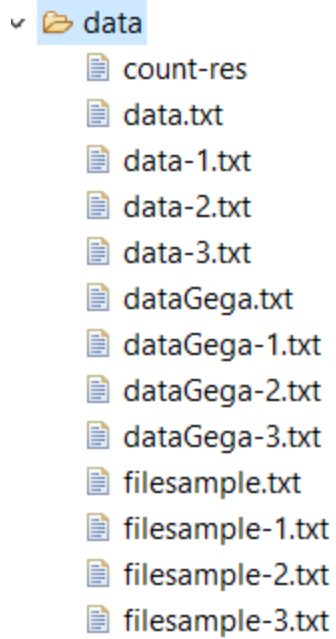 data
count-res
data.txt
data-1.txt
data-2.txt
data-3.txt
dataGega.txt
dataGega-1.txt
dataGega-2.txt
dataGega-3.txt
filesample.txt
filesample-1.txt
filesample-2.txt
filesample-3.txt